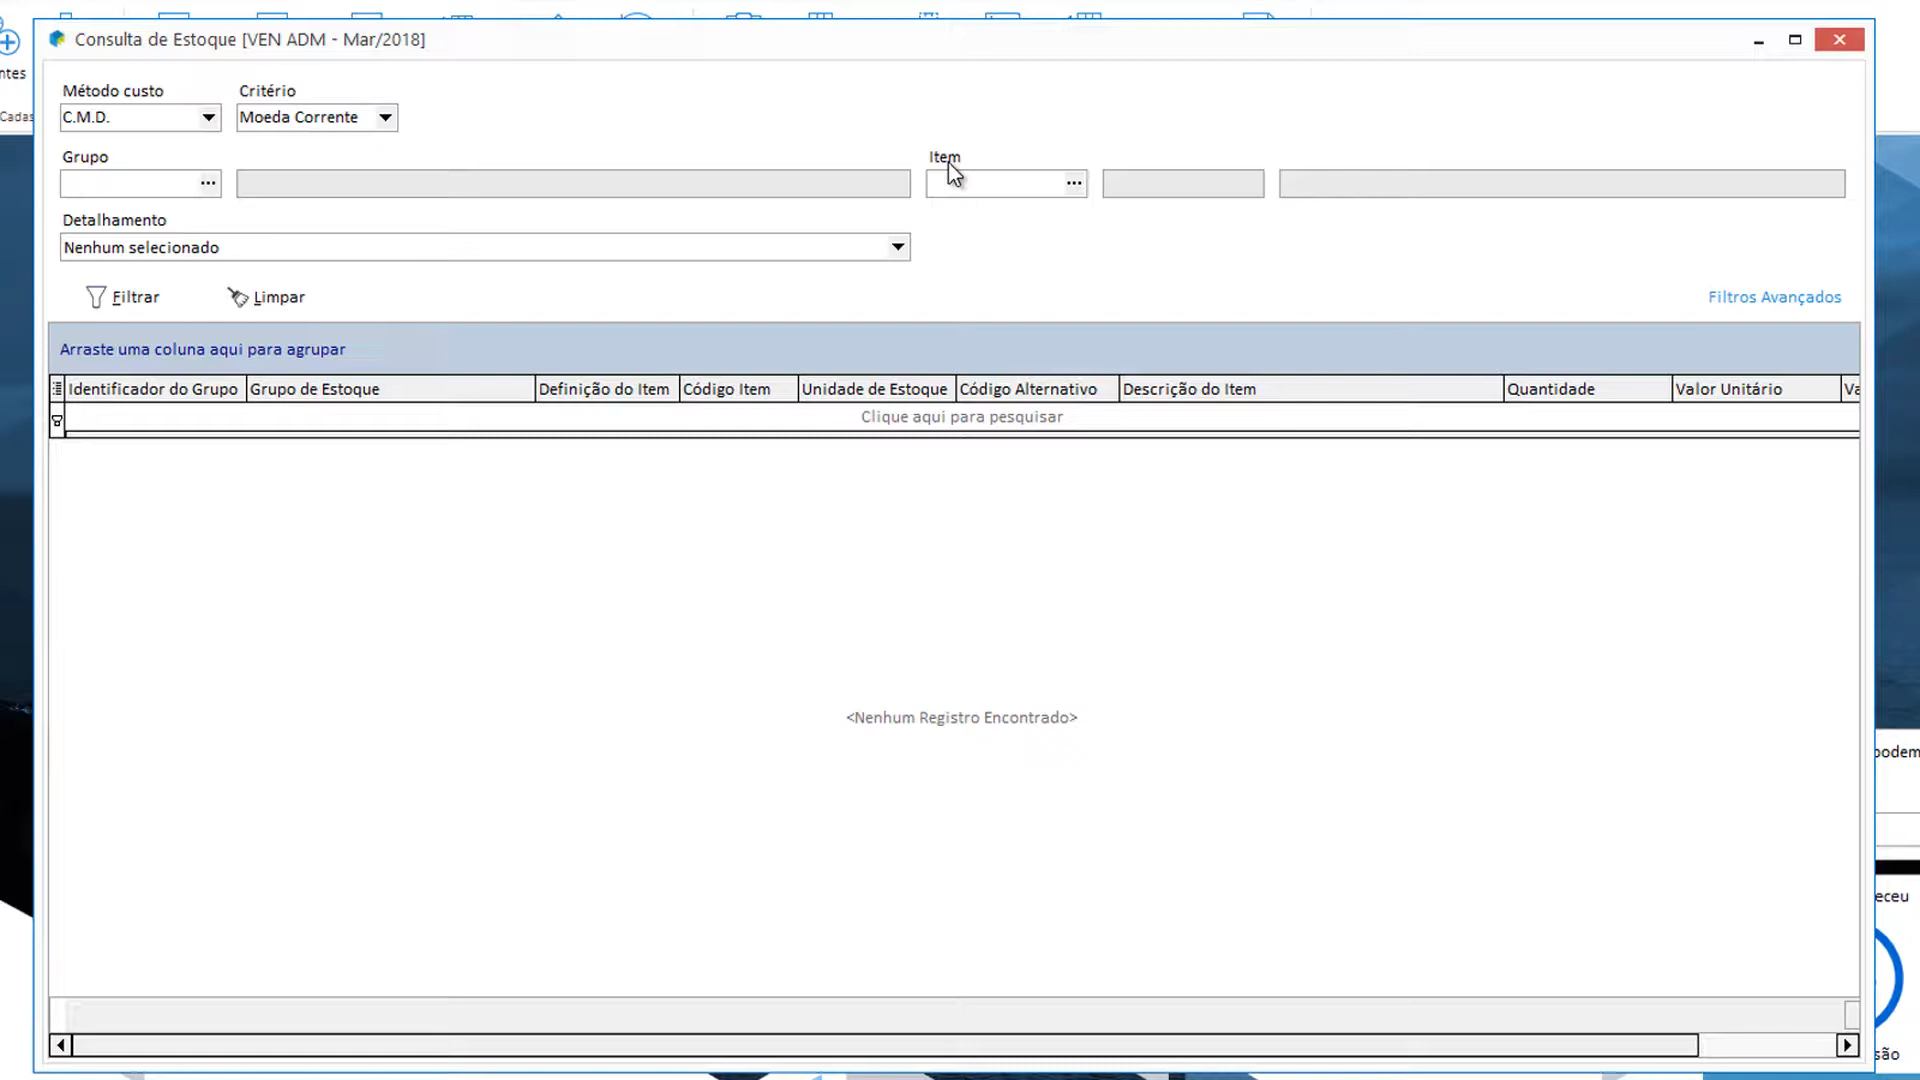 Consulta de Estoque [VEN ADM - Mar/2018]
ntes
Cadas
Método custo
Critério
C.M.D.
Moeda Corrente
Grupo
Item
Detalhamento
Nenhum selecionado
Filtrar
Limpar
Filtros Avançados
Arraste uma coluna aqui para agrupar
Identificador do Grupo Grupo de Estoque Definição do Item Código Item Unidade de Estoque Código Alternativo Descrição do Item Quantidade Valor Unitário Va
Clique aqui para pesquisar
<Nenhum Registro Encontrado>
podem
eceu
são